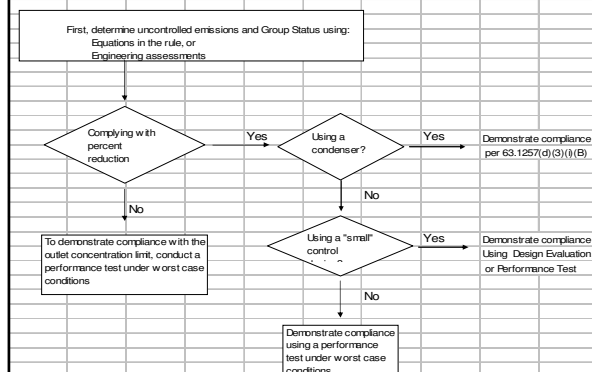 First, determine uncontrolled emissions and Group Status using:
Equations in the rule, or
Engineering assessments
Complying with
percent
reduction
Yes
Using a
condenser?
Yes
Demonstrate compliance
per 63.1257(d)(3)(i)(B)
No
No
To demonstrate compliance with the
outlet concentration limit, conduct a
performance test under worst case
conditions
Using a "small"
control
Yes
Demonstrate compliance
Using Design Evaluation
or Performance Test
No
Demonstrate compliance
using a performance
test under worst case
conditions